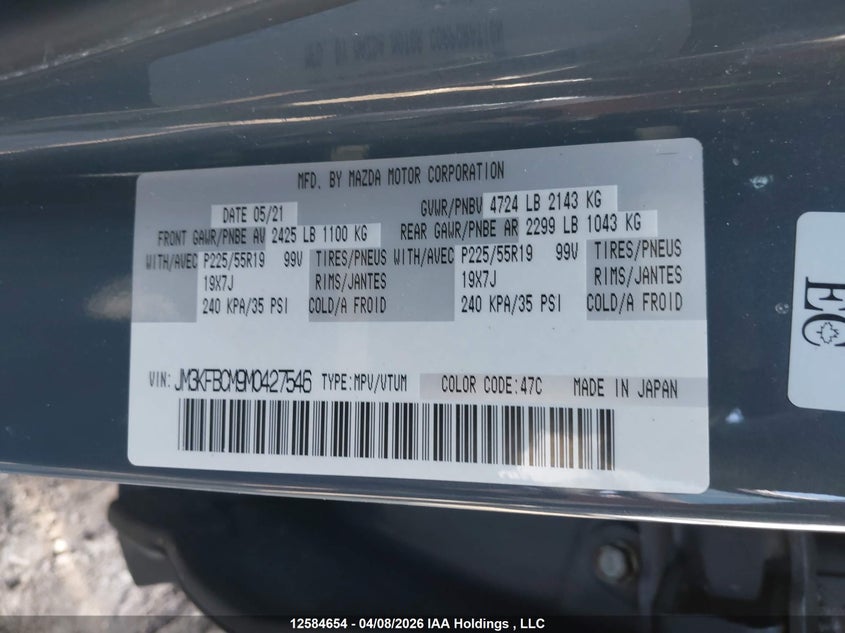 MFD. BY MAZDA MOTOR CORPORATION
DATE 05/21
GVWR/PNBV 4724 LB 2143 KG
FRONT GAWR/PNBE AV 2425 LB 1100 KG
REAR GAWR/PNBE AR 2299 LB 1043 KG
WITH/AVEC P225/55R19 99V TIRES/PNEUS WITH/AVEC P225/55R19 99V TIRES/PNEUS
19X7J RIMS/JANTES 19X7J RIMS/JANTES
240 KPA/35 PSI COLD/A FROID 240 KPA/35 PSI COLD/A FROID
VIN: JM3KFBCM9M0427546 TYPE:MPV/VTUM COLOR CODE:47C MADE IN JAPAN
EC
12584654 - 04/08/2026 IAA Holdings , LLC